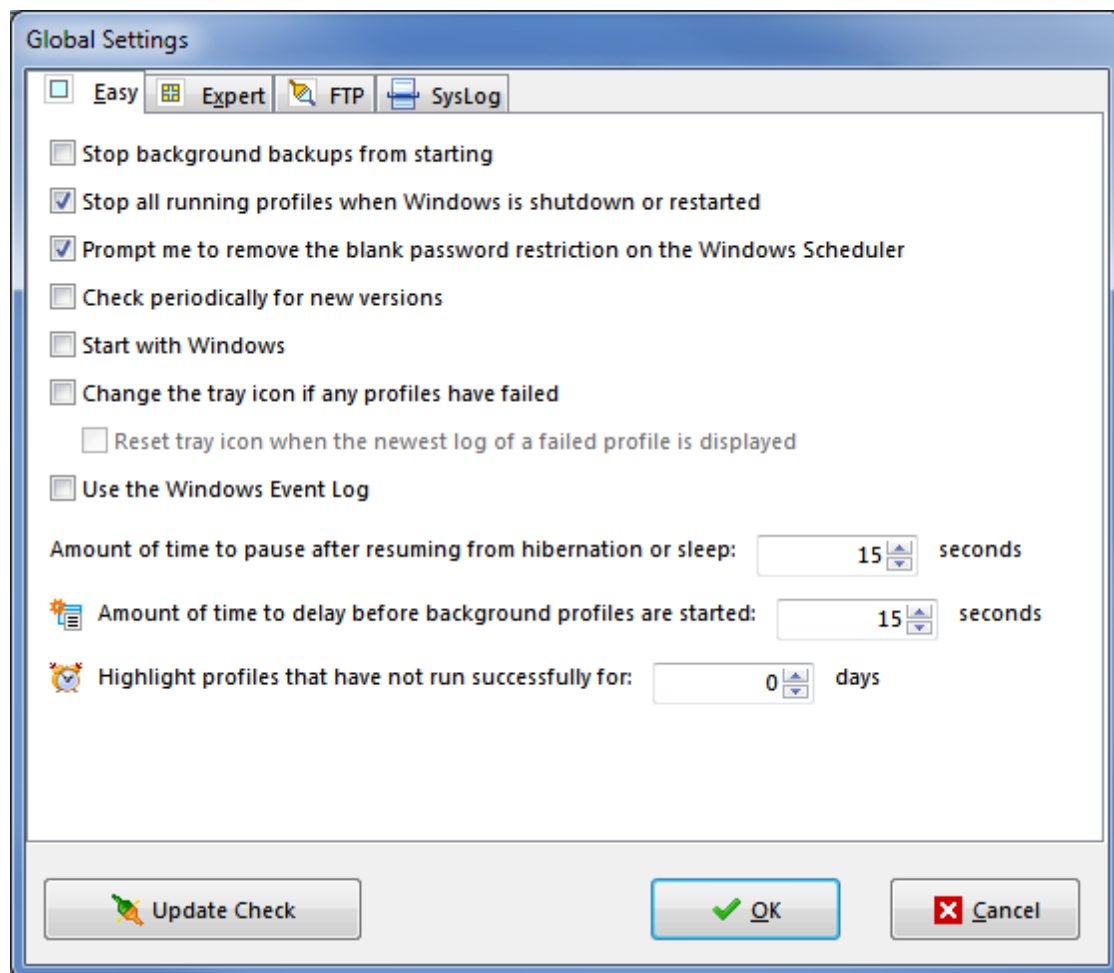 Global Settings
Easy Expert FTP SysLog
Stop background backups from starting
Stop all running profiles when Windows is shutdown or restarted
Prompt me to remove the blank password restriction on the Windows Scheduler
Check periodically for new versions
Start with Windows
Change the tray icon if any profiles have failed
Reset tray icon when the newest log of a failed profile is displayed
Use the Windows Event Log
Amount of time to pause after resuming from hibernation or sleep: 15 seconds
Amount of time to delay before background profiles are started: 15 seconds
Highlight profiles that have not run successfully for: 0 days
Update Check OK Cancel